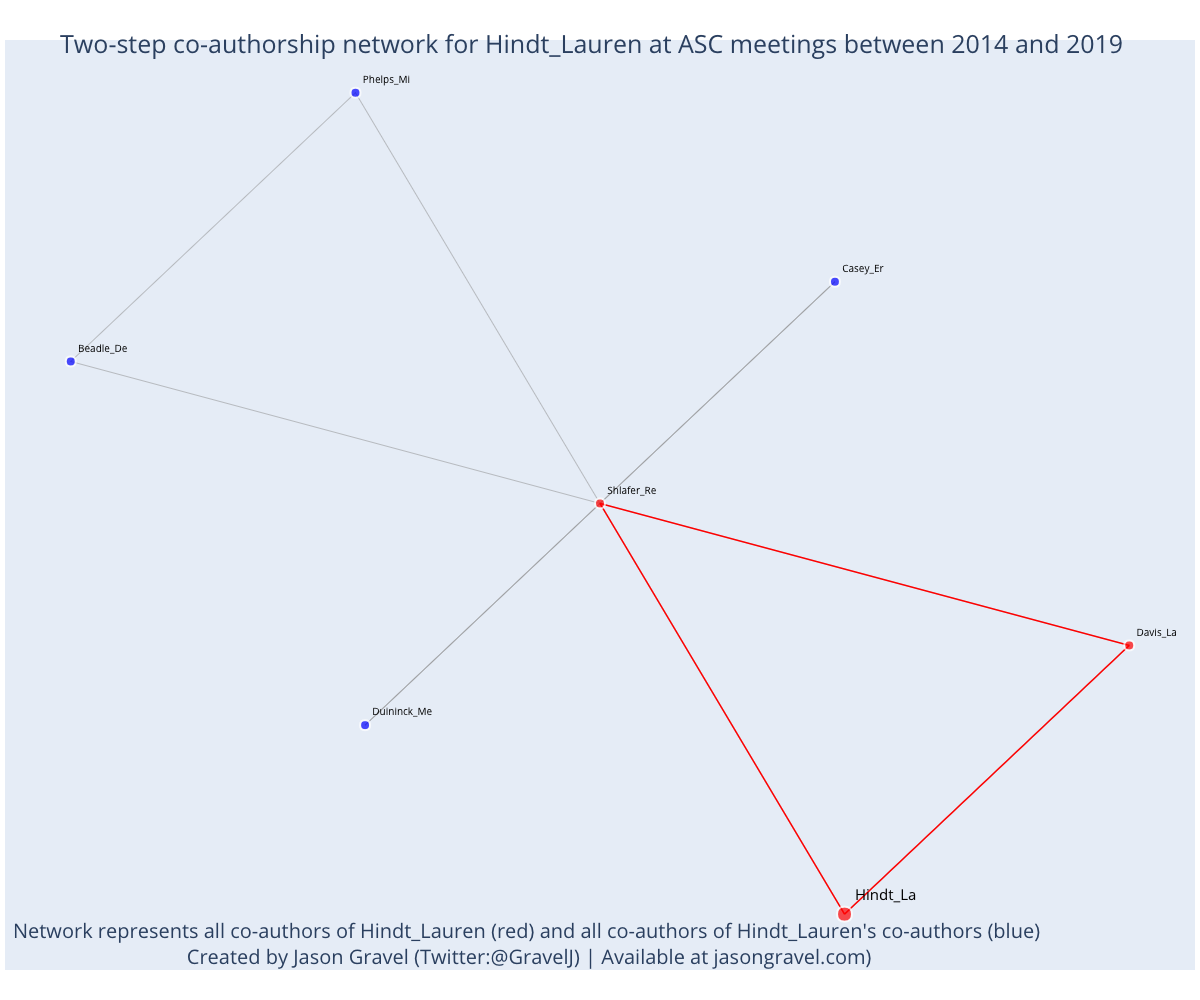 Two-step co-authorship network for Hindt_Lauren at ASC meetings between 2014 and 2019
Phelps_Mi
Casey_Er
Beadle_De
Shlafer_Re
Davis_La
Duininck_Me
Hindt_La
Network represents all co-authors of Hindt_Lauren (red) and all co-authors of Hindt_Lauren's co-authors (blue)
Created by Jason Gravel (Twitter:@GravelJ) | Available at jasongravel.com)